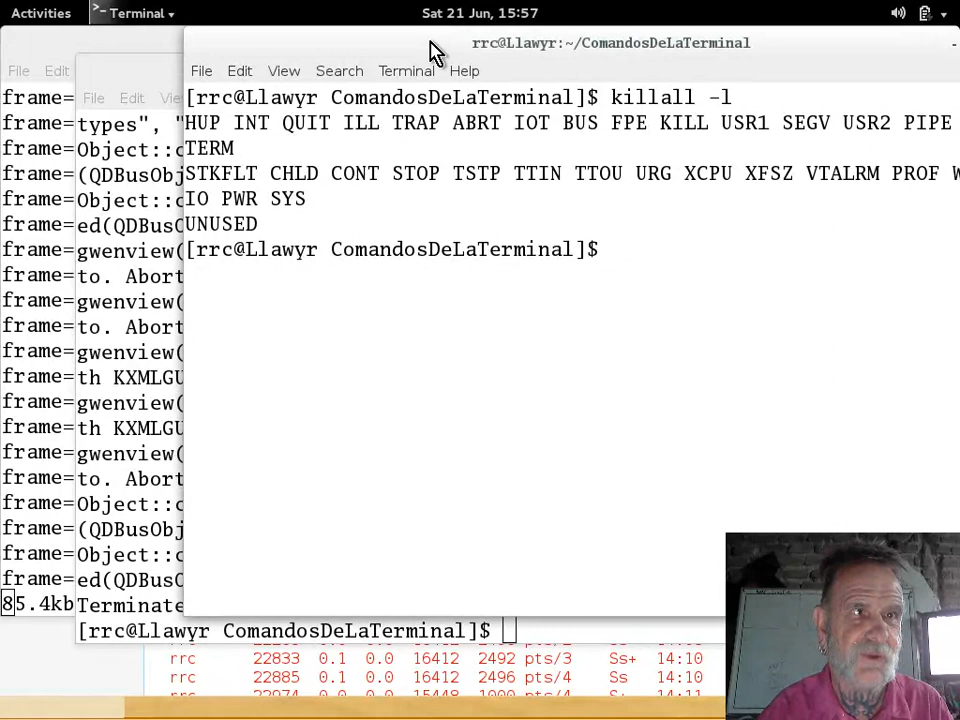 Activities Terminal Sat 21 Jun, 15:57
rrc@Llawyr:~/ComandosDeLaTerminal
File Edit
File Edit
File Edit View Search Terminal Help
[rrc@Llawyr ComandosDeLaTerminal]$ killall -l
HUP INT QUIT ILL TRAP ABRT IOT BUS FPE KILL USR1 SEGV USR2 PIPE
TERM
STKFLT CHLD CONT STOP TSTP TTIN TTOU URG XCPU XFSZ VTALRM PROF
IO PWR SYS
UNUSED
[rrc@Llawyr ComandosDeLaTerminal]$
frame=
frame= types", "
frame= Object::c
frame= (QDBusObj
frame= Object::c
frame= ed(QDBusO
frame= gwenview(
frame= to. Abort
frame= gwenview(
frame= to. Abort
frame= gwenview(
frame= th KXMLGU
frame= gwenview(
frame= th KXMLGU
frame= gwenview(
frame= to. Abort
frame= Object::c
frame= (QDBusObj
frame= Object::c
frame= ed(QDBusO
85.4kb Terminate
[rrc@Llawyr ComandosDeLaTerminal]$
rrc 22833 0.1 0.0 16412 2492 pts/3 Ss+ 14:10
rrc 22885 0.1 0.0 16412 2496 pts/4 Ss 14:10